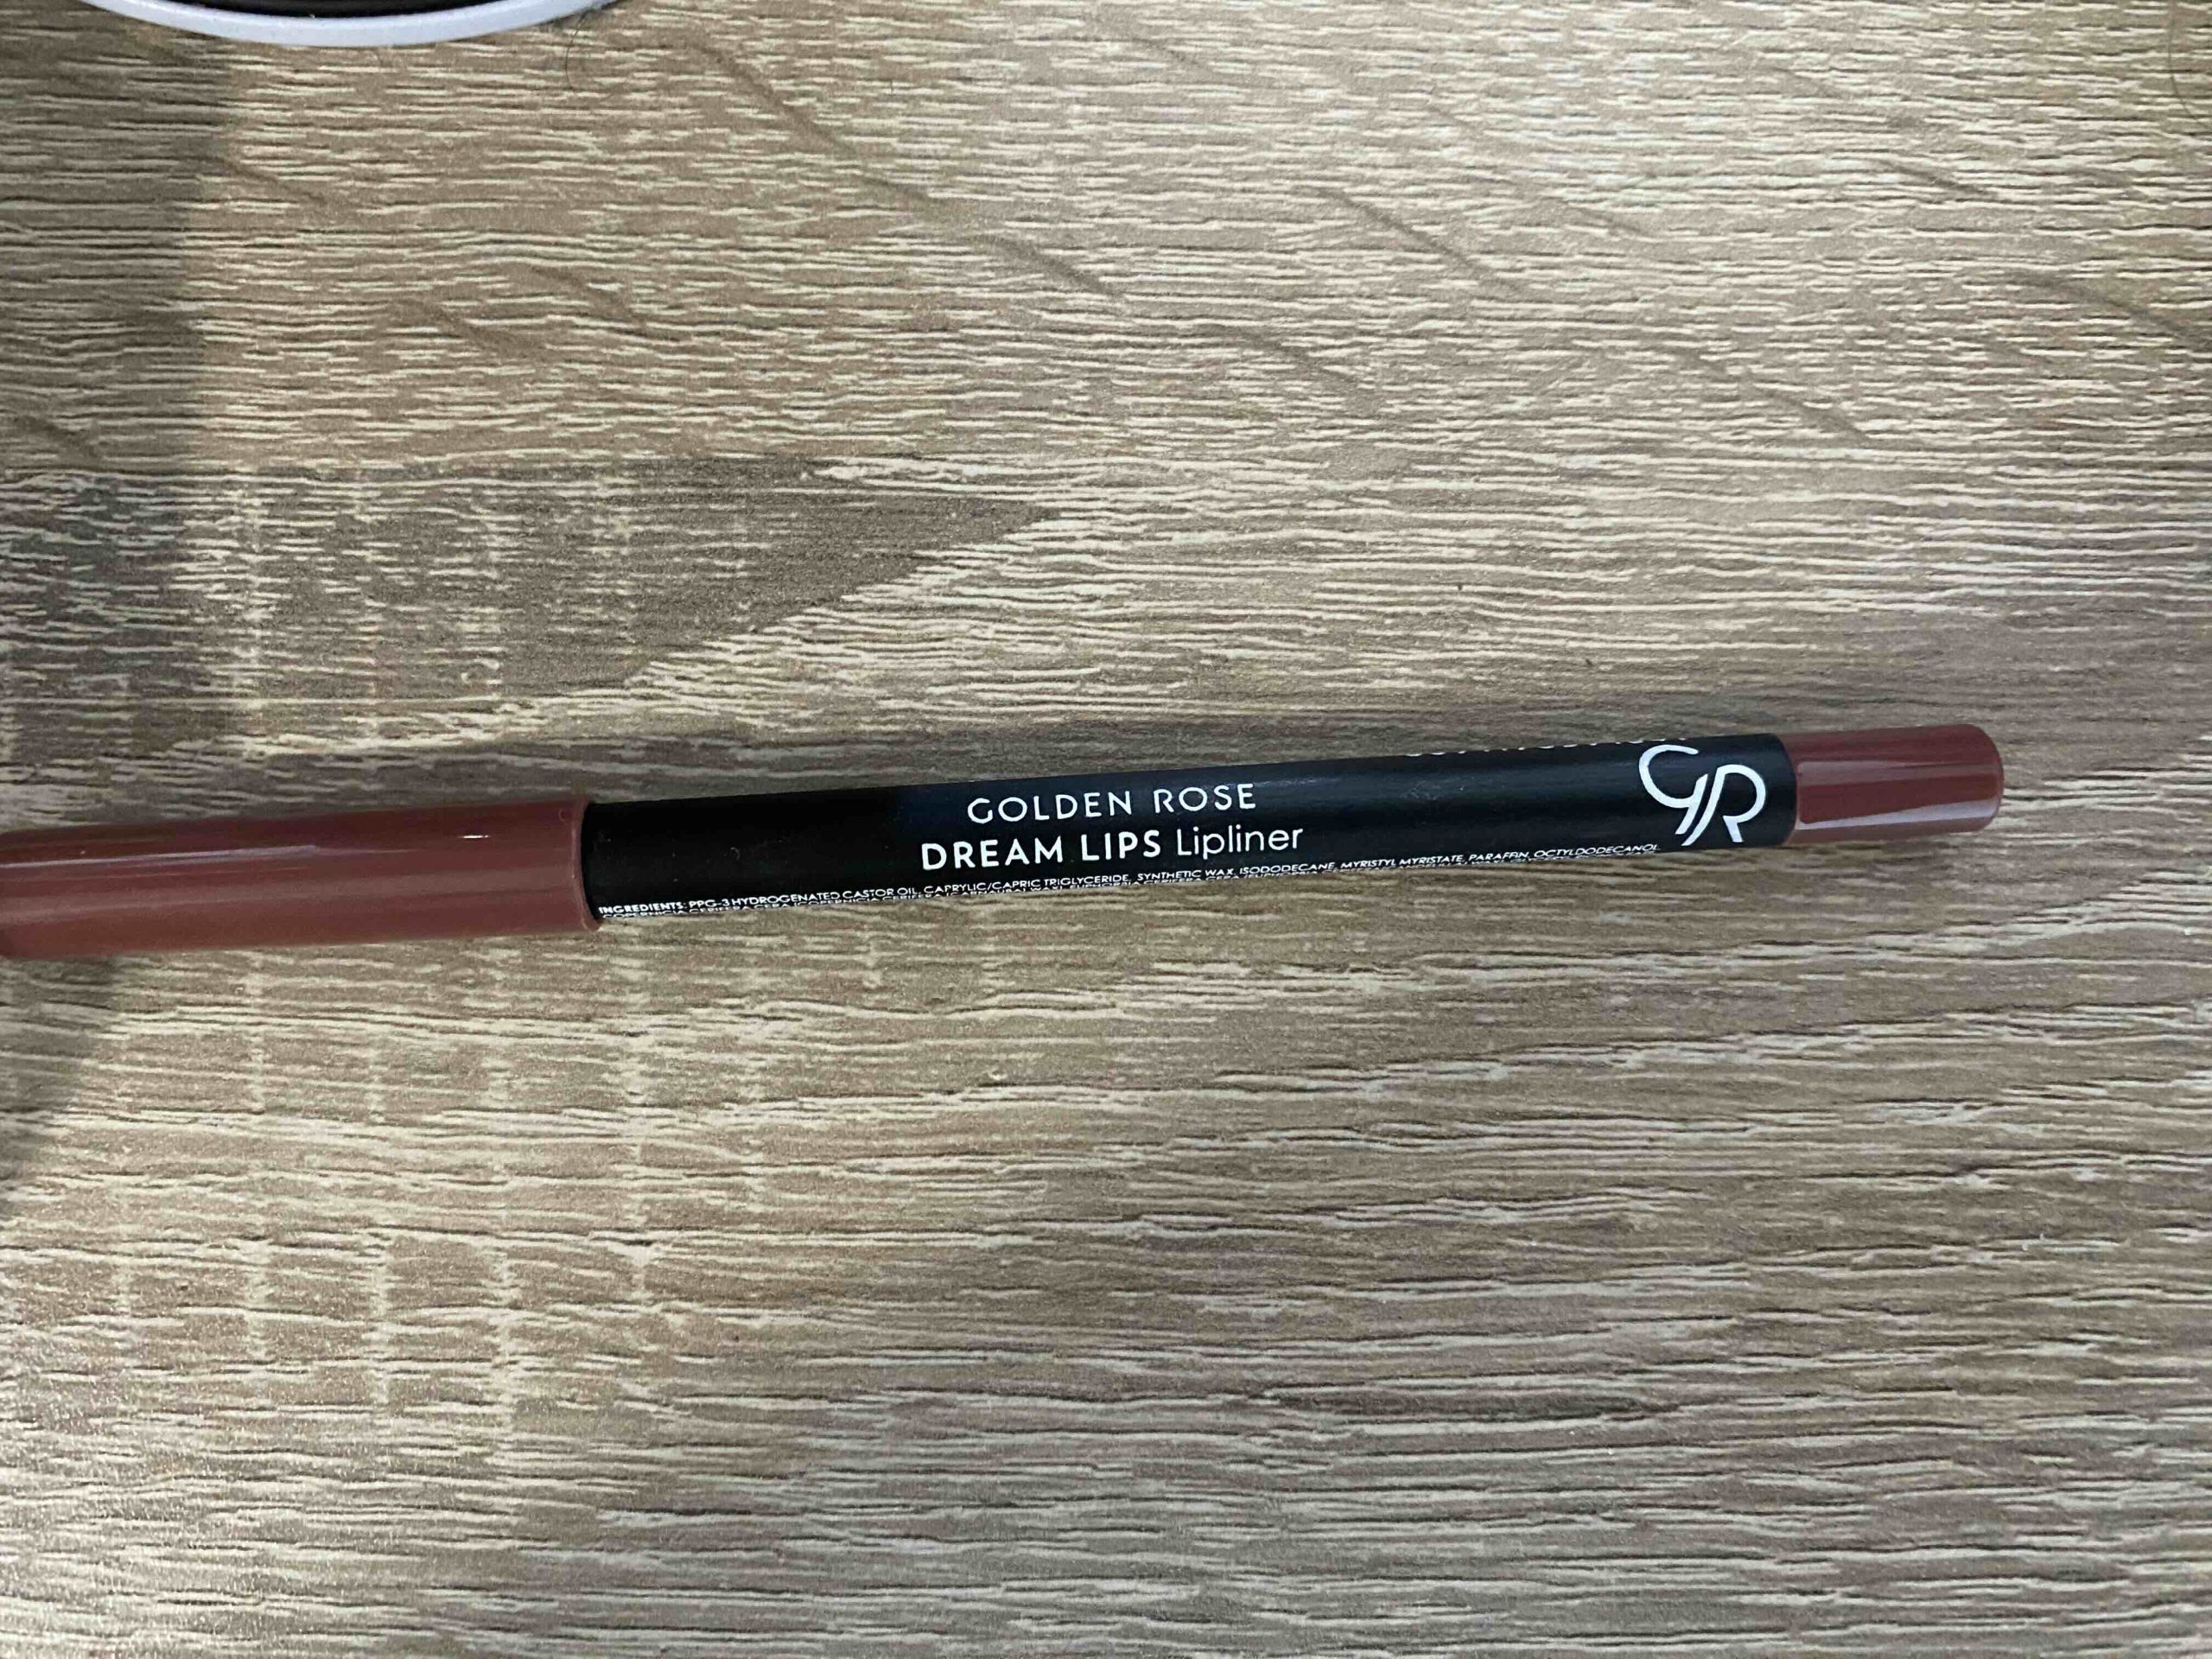 GOLDEN ROSE
DREAM LIPS Lipliner
GR
INGREDIENTS: PPG-3 HYDROGENATED CASTOR OIL, CAPRYLIC/CAPRIC TRIGLYCERIDE, SYNTHETIC WAX, ISODODECANE, MYRISTYL MYRISTATE, PARAFFIN, OCTYLDODECANOL,